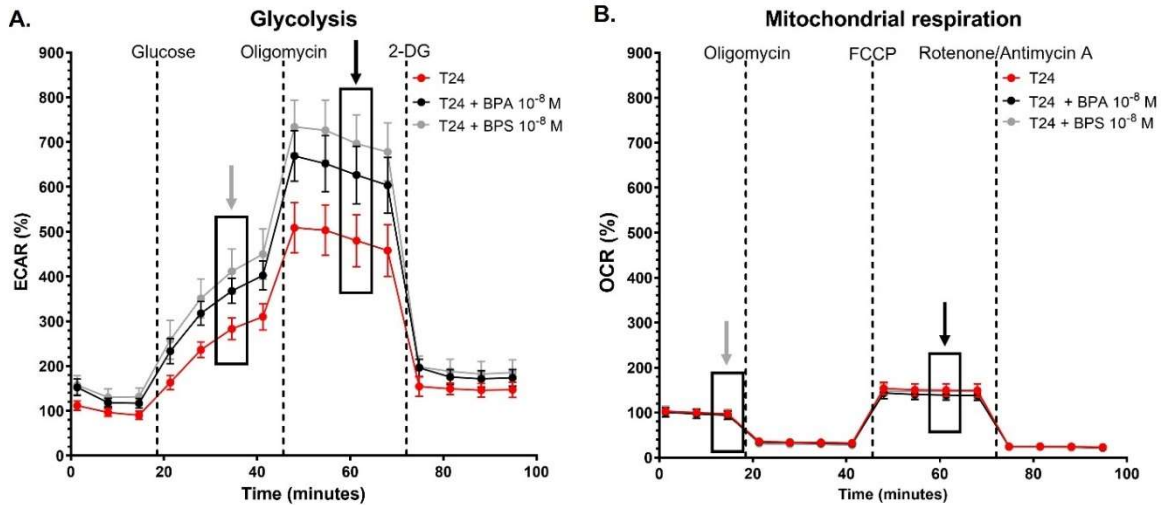 A.
Glycolysis
Glucose
Oligomycin
2-DG
T24
T24 + BPA 10⁻⁸ M
T24 + BPS 10⁻⁸ M
900
800
700
600
500
400
300
200
100
0
ECAR (%)
0
20
40
60
80
100
Time (minutes)
B.
Mitochondrial respiration
Oligomycin
FCCP
Rotenone/Antimycin A
T24
T24 + BPA 10⁻⁸ M
T24 + BPS 10⁻⁸ M
900
800
700
600
500
400
300
200
100
0
OCR (%)
0
20
40
60
80
100
Time (minutes)